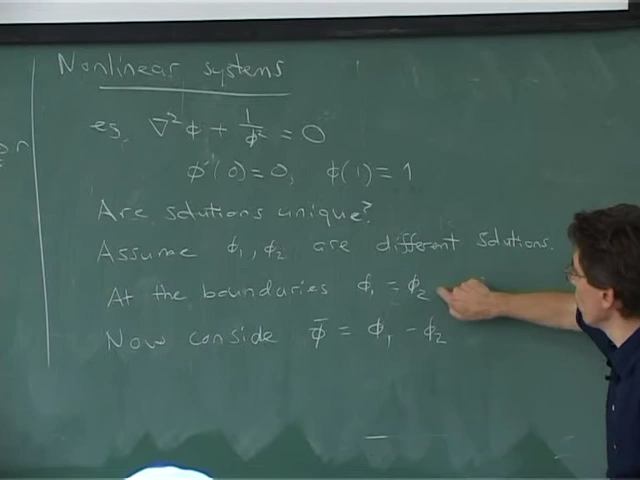 Nonlinear systems
eg, ∇²ϕ + 1/ϕ² = 0
ϕ'(0)=0, ϕ(1)=1
Are solutions unique?
Assume ϕ₁, ϕ₂ are different solutions.
At the boundaries ϕ₁ = ϕ₂
Now conside ϕ̄ = ϕ₁ - ϕ₂